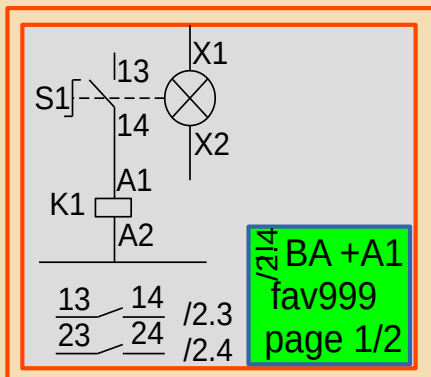 X1
13
S1
14
X2
A1
K1
A2
13 14 /2.3
23 24 /2.4
/2.4
BA +A1
fav999
page 1/2